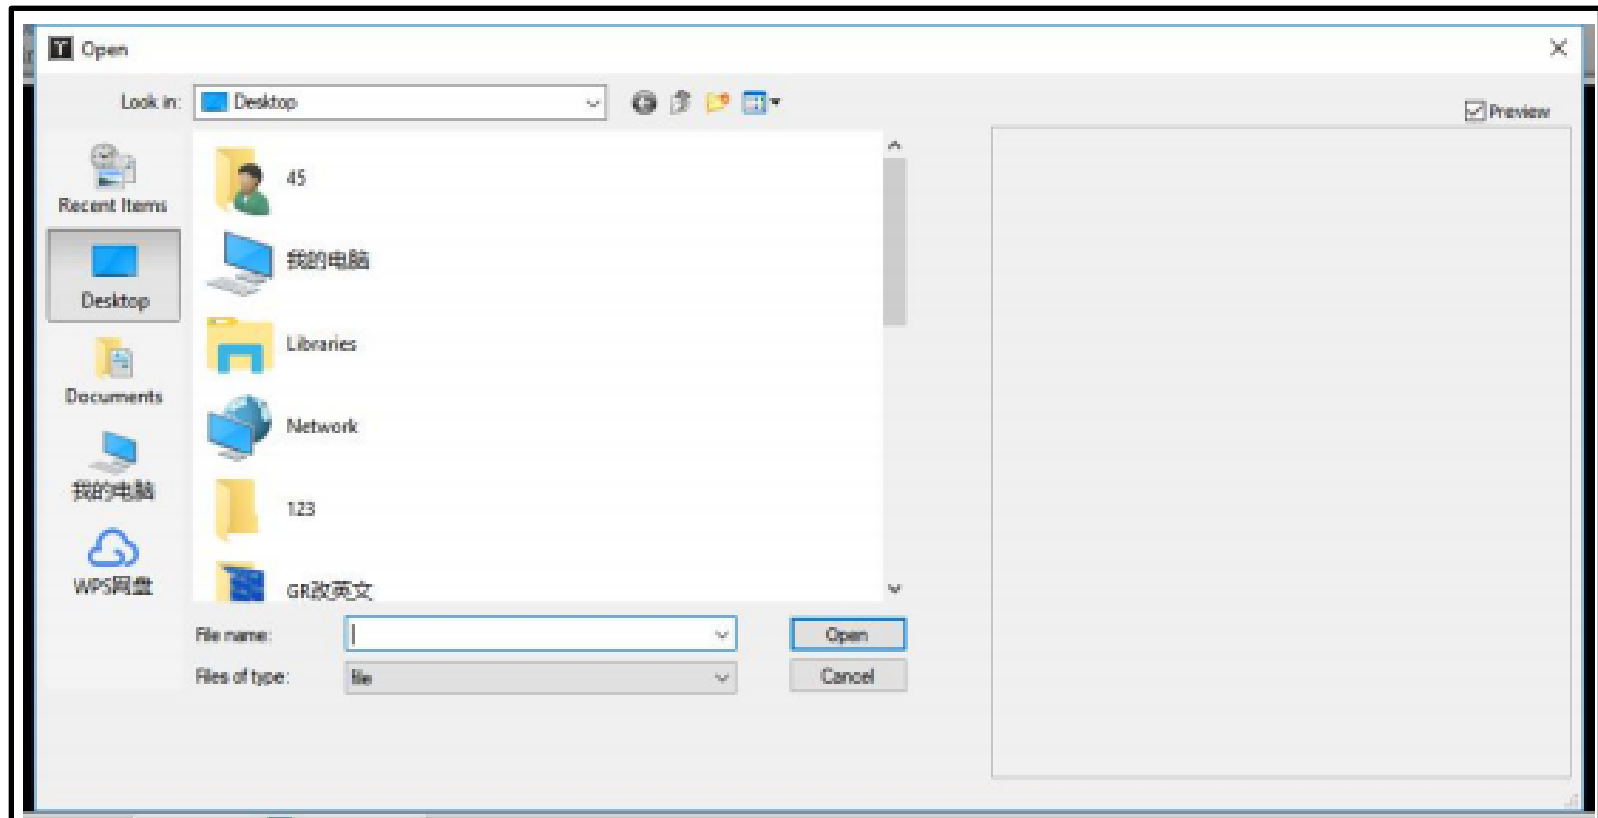 Open
Look in: Desktop
Preview
Recent Items
Desktop
Documents
我的电脑
WPS网盘
45
我的电脑
Libraries
Network
123
GR改英文
File name:
Open
Files of type: file
Cancel